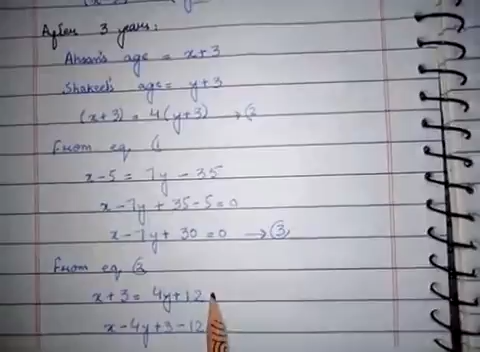 After 3 years:
Ahsan's age = x+3
Shakeel's age = y+3
(x+3) = 4(y+3) → ②
From eq ①
x-5 = 7y - 35
x-7y + 35-5=0
x-7y+ 30 =0 → ③
From eq ②
x+3 = 4y+12
x-4y+3-12